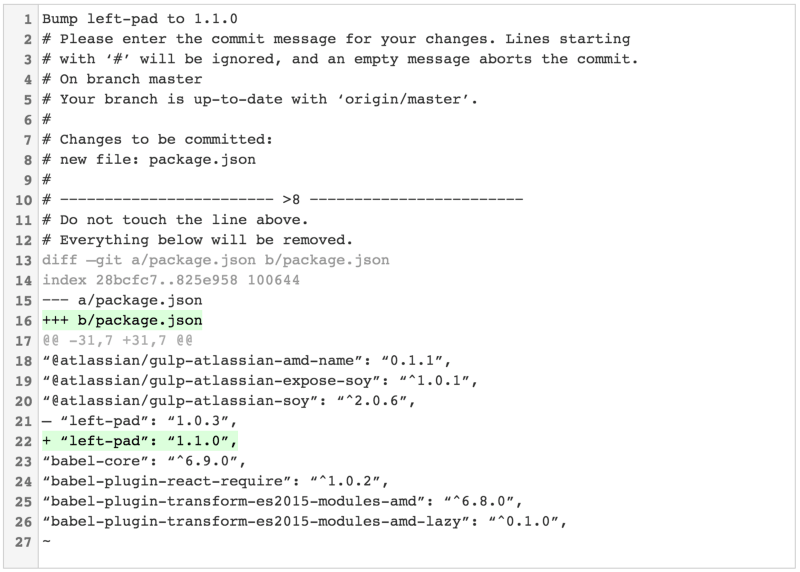 1 Bump left-pad to 1.1.0
2 # Please enter the commit message for your changes. Lines starting
3 # with ‘#’ will be ignored, and an empty message aborts the commit.
4 # On branch master
5 # Your branch is up-to-date with ‘origin/master’.
6 #
7 # Changes to be committed:
8 # new file: package.json
9 #
10 # ------------------------ >8 ------------------------
11 # Do not touch the line above.
12 # Everything below will be removed.
13 diff —git a/package.json b/package.json
14 index 28bcfc7..825e958 100644
15 --- a/package.json
16 +++ b/package.json
17 @@ -31,7 +31,7 @@
18 “@atlassian/gulp-atlassian-amd-name”: “0.1.1”,
19 “@atlassian/gulp-atlassian-expose-soy”: “^1.0.1”,
20 “@atlassian/gulp-atlassian-soy”: “^2.0.6”,
21 — “left-pad”: “1.0.3”,
22 + “left-pad”: “1.1.0”,
23 “babel-core”: “^6.9.0”,
24 “babel-plugin-react-require”: “^1.0.2”,
25 “babel-plugin-transform-es2015-modules-amd”: “^6.8.0”,
26 “babel-plugin-transform-es2015-modules-amd-lazy”: “^0.1.0”,
27 ~